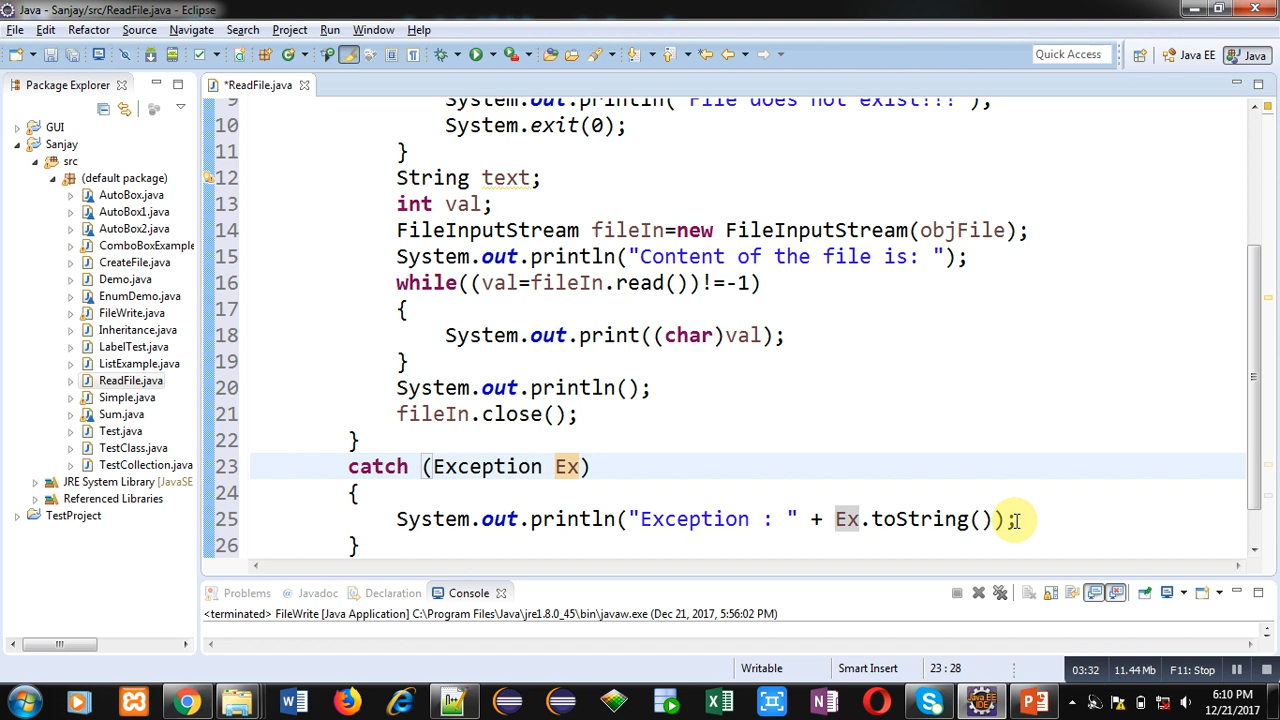 Java - Sanjay/src/ReadFile.java - Eclipse
File Edit Refactor Source Navigate Search Project Run Window Help
Quick Access Java EE Java
Package Explorer
*ReadFile.java
GUI
Sanjay
src
(default package)
AutoBox.java
AutoBox1.java
AutoBox2.java
ComboBoxExample
CreateFile.java
Demo.java
EnumDemo.java
FileWrite.java
Inheritance.java
LabelTest.java
ListExample.java
ReadFile.java
Simple.java
Sum.java
Test.java
TestClass.java
TestCollection.java
JRE System Library [JavaSE
Referenced Libraries
TestProject
9 System.out.println("File does not exist!!!");
10 System.exit(0);
11 }
12 String text;
13 int val;
14 FileInputStream fileIn=new FileInputStream(objFile);
15 System.out.println("Content of the file is: ");
16 while((val=fileIn.read())!=-1)
17 {
18 System.out.print((char)val);
19 }
20 System.out.println();
21 fileIn.close();
22 }
23 catch (Exception Ex)
24 {
25 System.out.println("Exception : " + Ex.toString());
26 }
Problems Javadoc Declaration Console
<terminated> FileWrite [Java Application] C:\Program Files\Java\jre1.8.0_45\bin\javaw.exe (Dec 21, 2017, 5:56:02 PM)
Writable Smart Insert 23 : 28 03:32 11.44 Mb F11: Stop
6:10 PM
12/21/2017